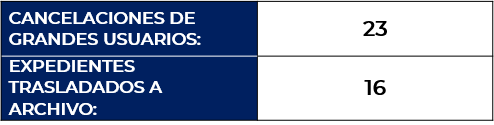 CANCELACIONES DE
GRANDES USUARIOS:
23
EXPEDIENTES
TRASLADADOS A
ARCHIVO:
16